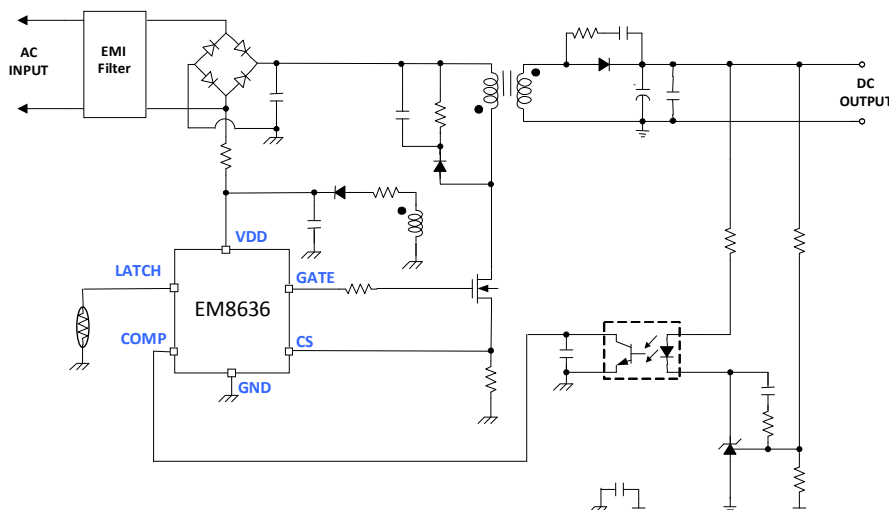 AC
INPUT
EMI
Filter
DC
OUTPUT
VDD
LATCH
GATE
EM8636
COMP
CS
GND